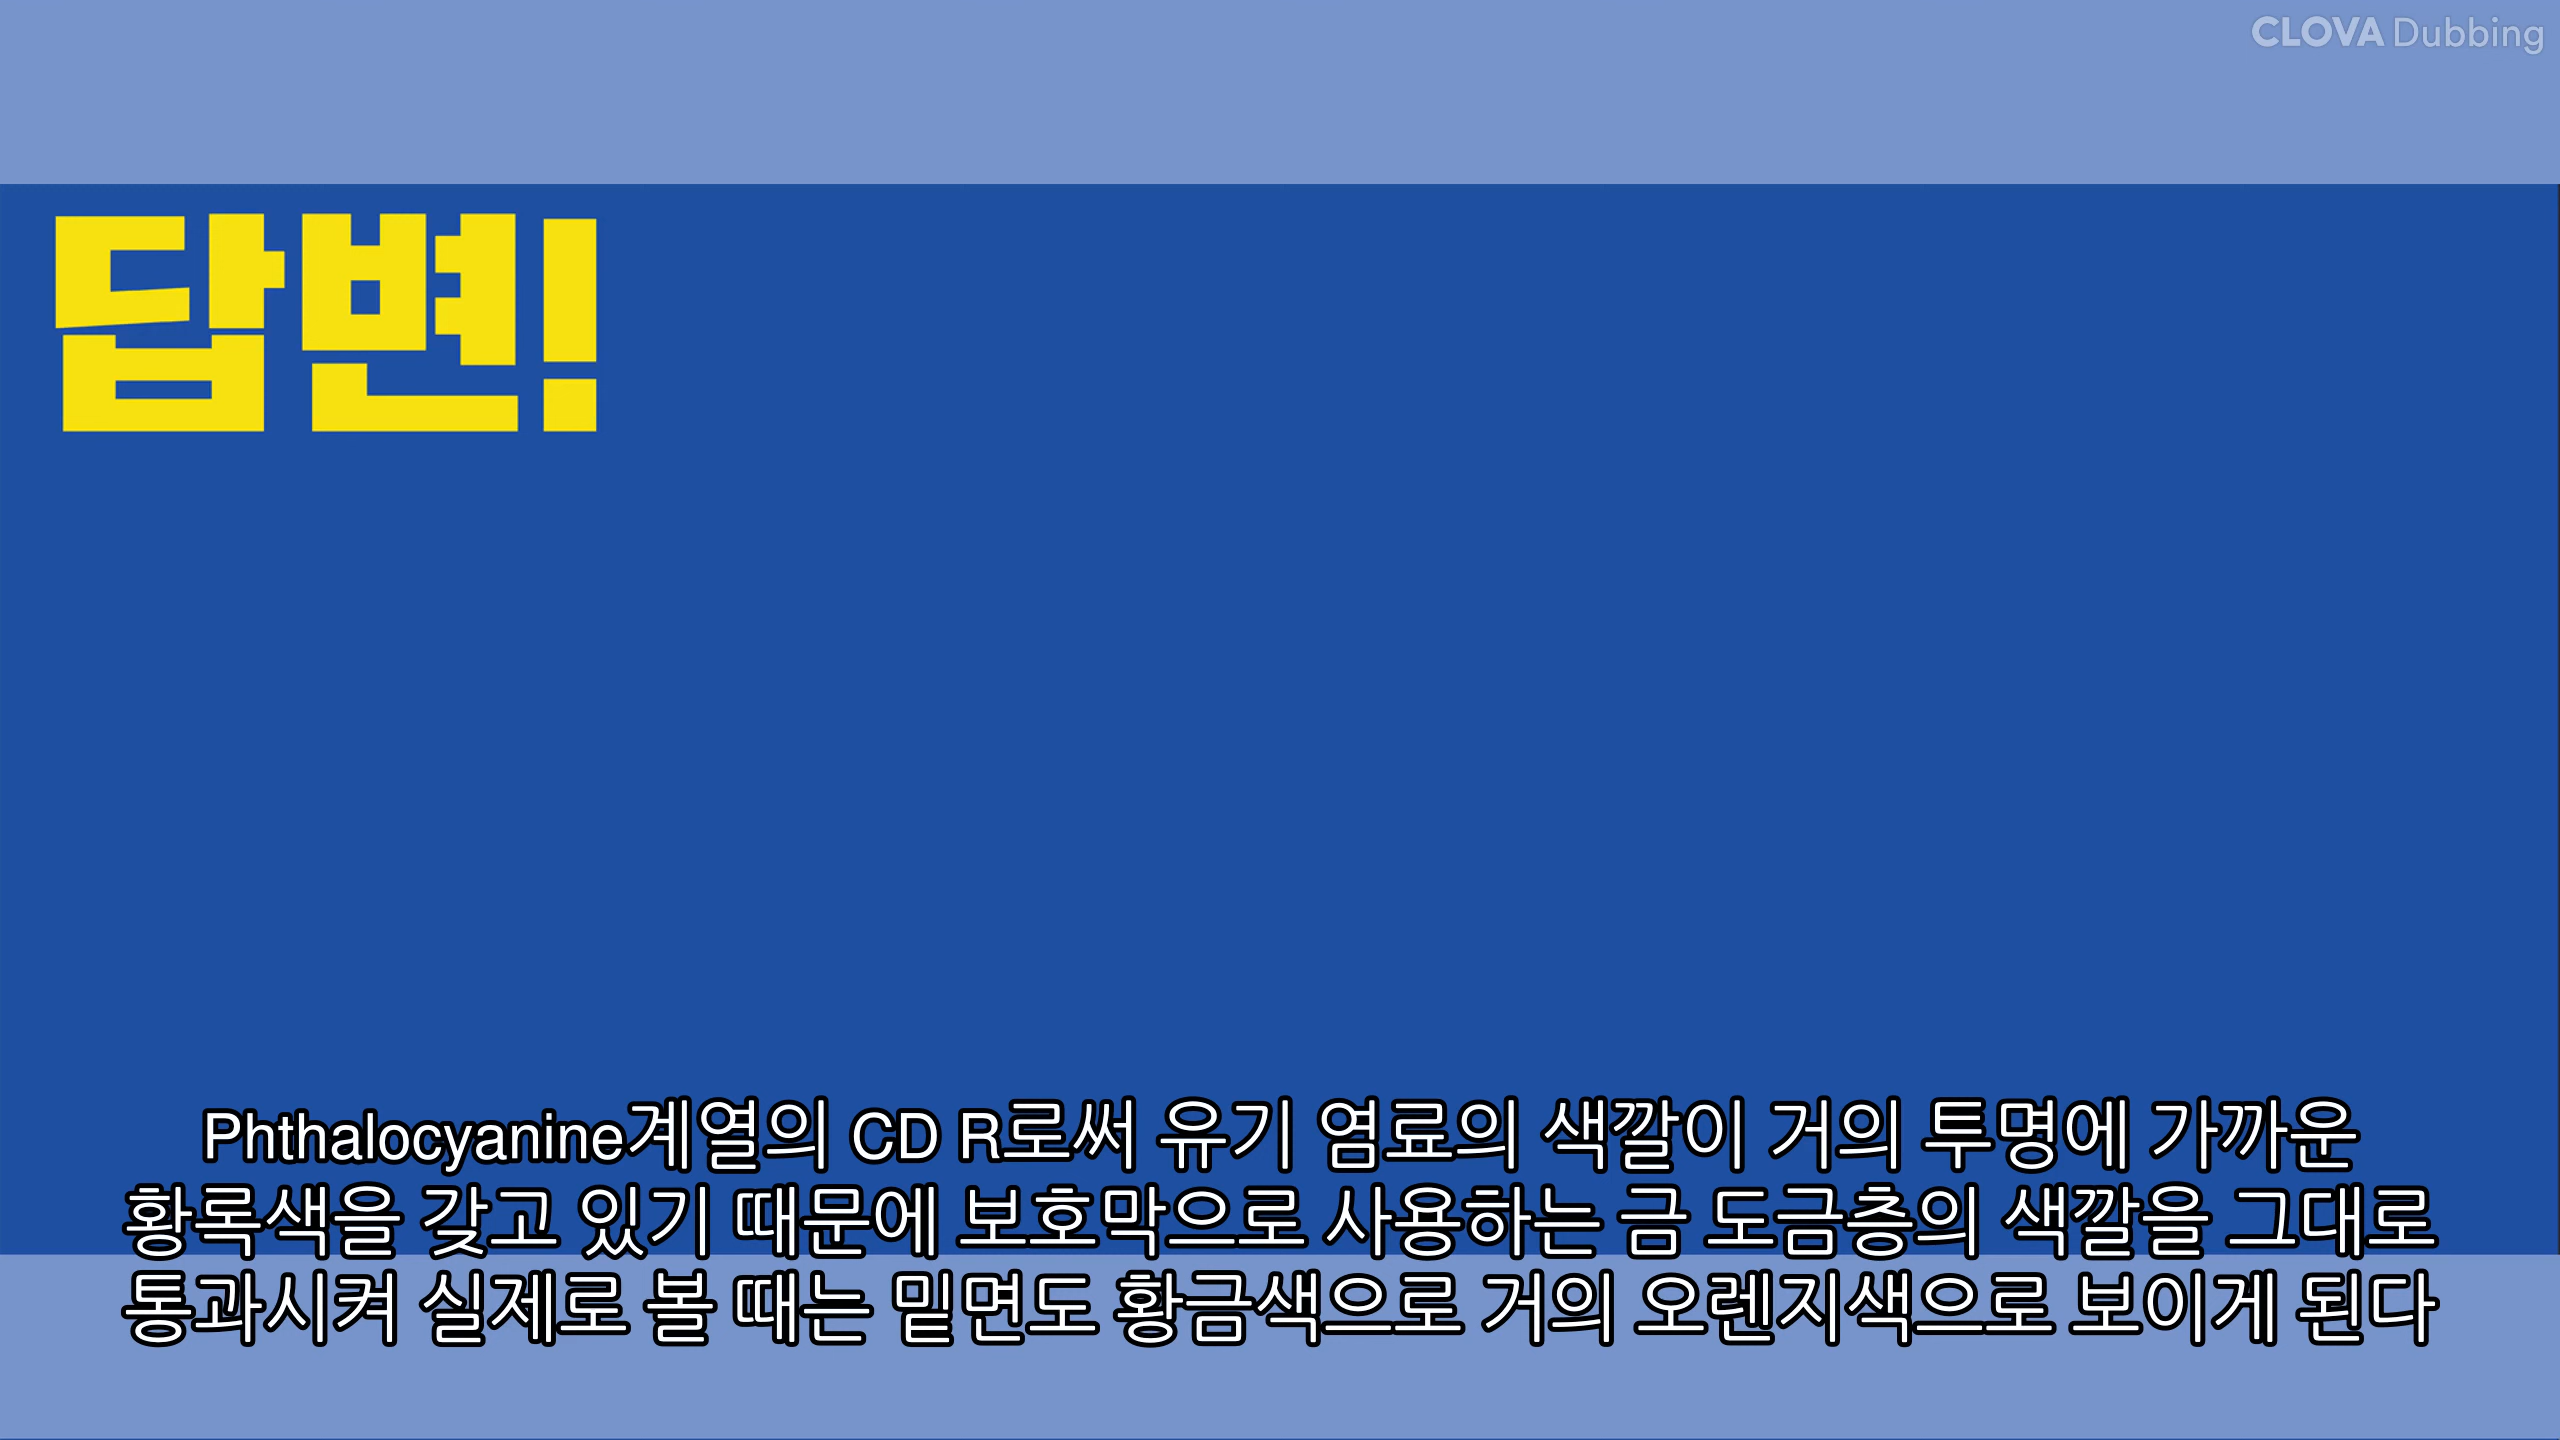 CLOVA Dubbing
답변!
Phthalocyanine계열의 CD R로써 유기 염료의 색깔이 거의 투명에 가까운
황록색을 갖고 있기 때문에 보호막으로 사용하는 금 도금층의 색깔을 그대로
통과시켜 실제로 볼 때는 밑면도 황금색으로 거의 오렌지색으로 보이게 된다